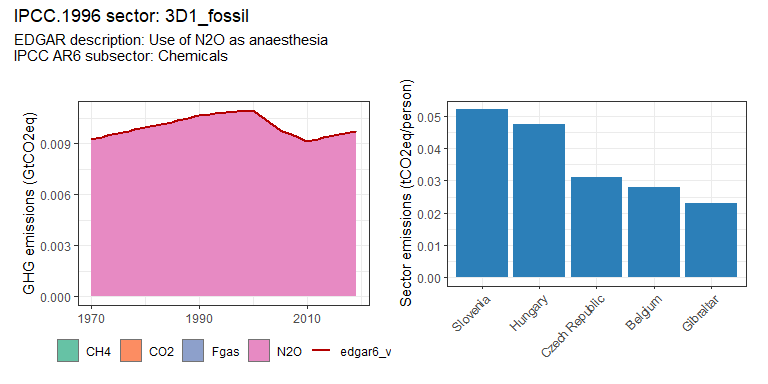 IPCC.1996 sector: 3D1_fossil
EDGAR description: Use of N2O as anaesthesia
IPCC AR6 subsector: Chemicals
GHG emissions (GtCO2eq)
0.009
0.006
0.003
0.000
1970
1990
2010
CH4
CO2
Fgas
N2O
edgar6_v
Sector emissions (tCO2eq/person)
0.05
0.04
0.03
0.02
0.01
0.00
Slovenia
Hungary
Czech Republic
Belgium
Gibraltar